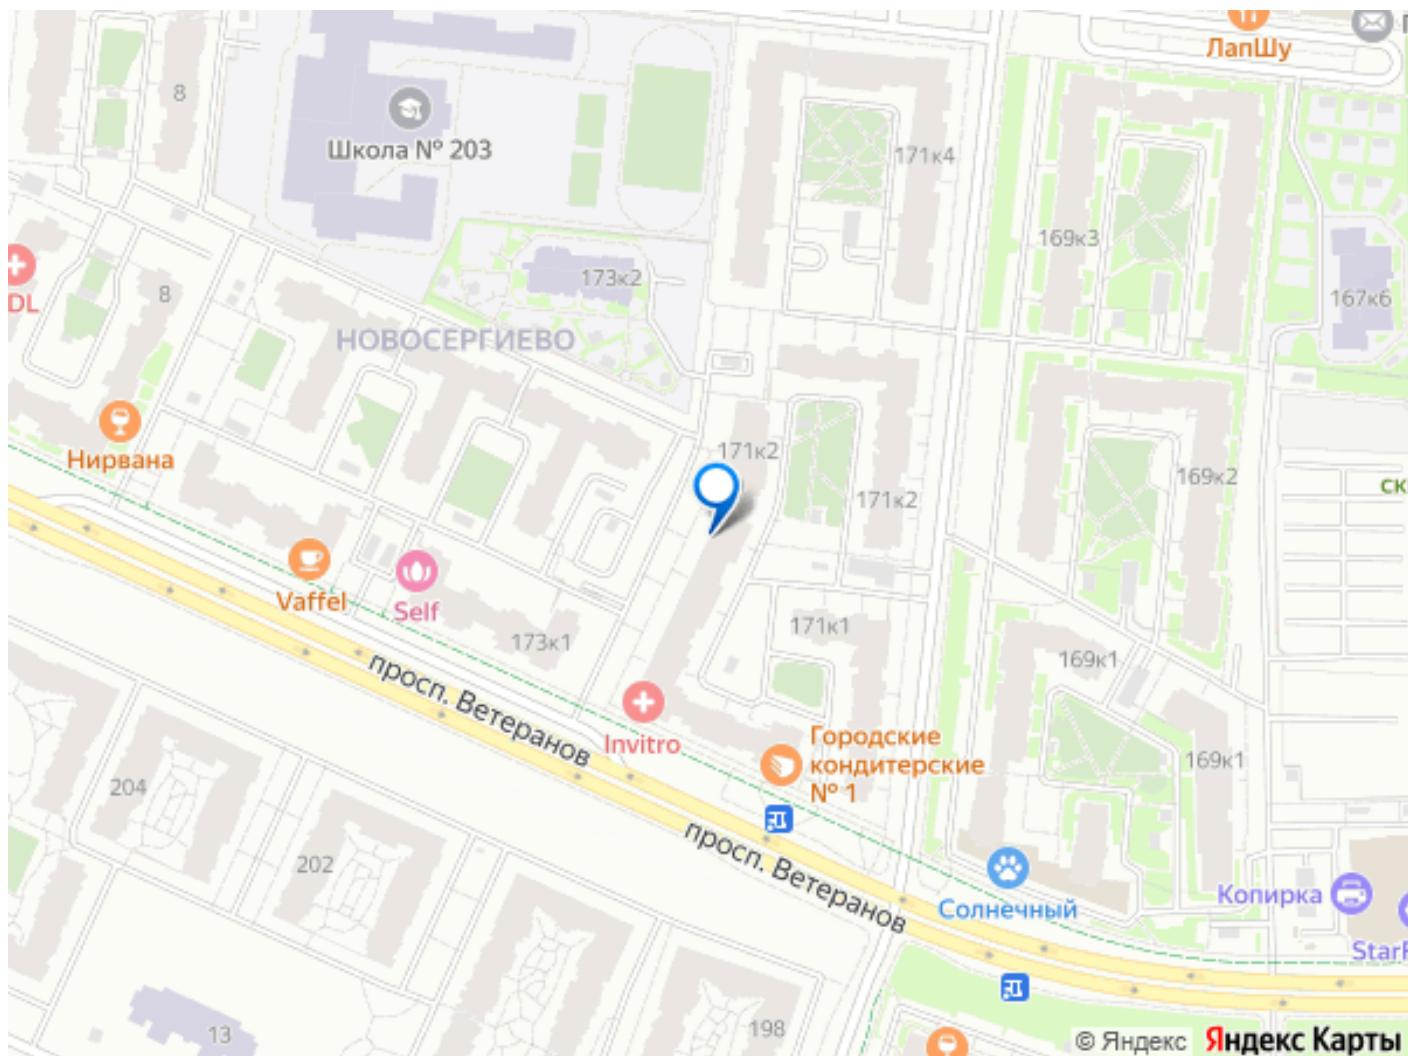 ЛапШу
8
Школа № 203
171к4
169к3
173к2
167к6
8
DL
НОВОСЕРГИЕВО
171к2
Нирвана
169к2
171к2
СК
Vaffel
Self
171к1
173к1
169к1
просп. Ветеранов
Invitro
Городские
кондитерские
№ 1
169к1
204
просп. Ветеранов
202
Копирка
Солнечный
StarF
13
198
© Яндекс
Яндекс Карты